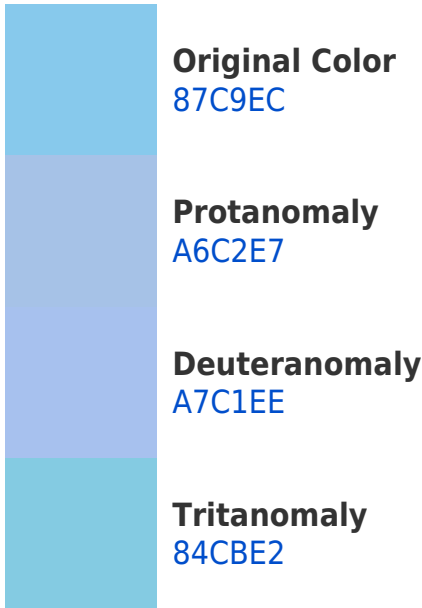 Original Color
87C9EC
Protanomaly
A6C2E7
Deuteranomaly
A7C1EE
Tritanomaly
84CBE2